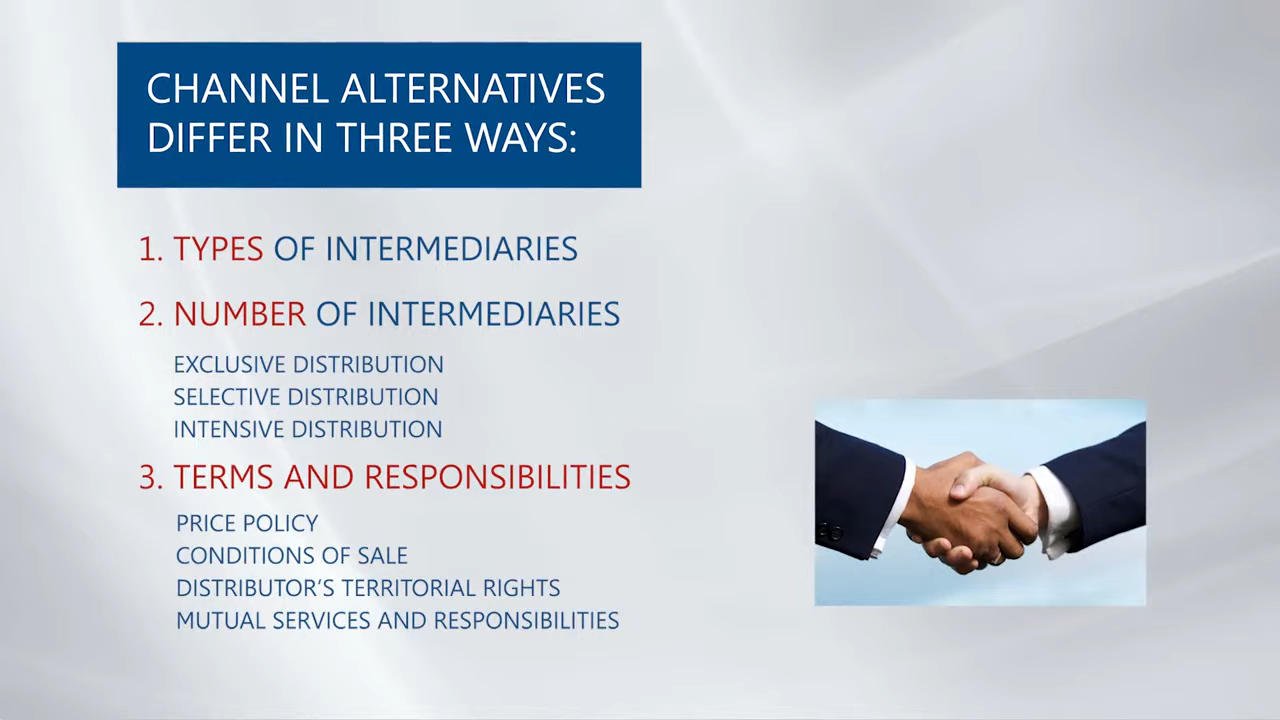 CHANNEL ALTERNATIVES
DIFFER IN THREE WAYS:
1. TYPES OF INTERMEDIARIES
2. NUMBER OF INTERMEDIARIES
EXCLUSIVE DISTRIBUTION
SELECTIVE DISTRIBUTION
INTENSIVE DISTRIBUTION
3. TERMS AND RESPONSIBILITIES
PRICE POLICY
CONDITIONS OF SALE
DISTRIBUTOR‘S TERRITORIAL RIGHTS
MUTUAL SERVICES AND RESPONSIBILITIES